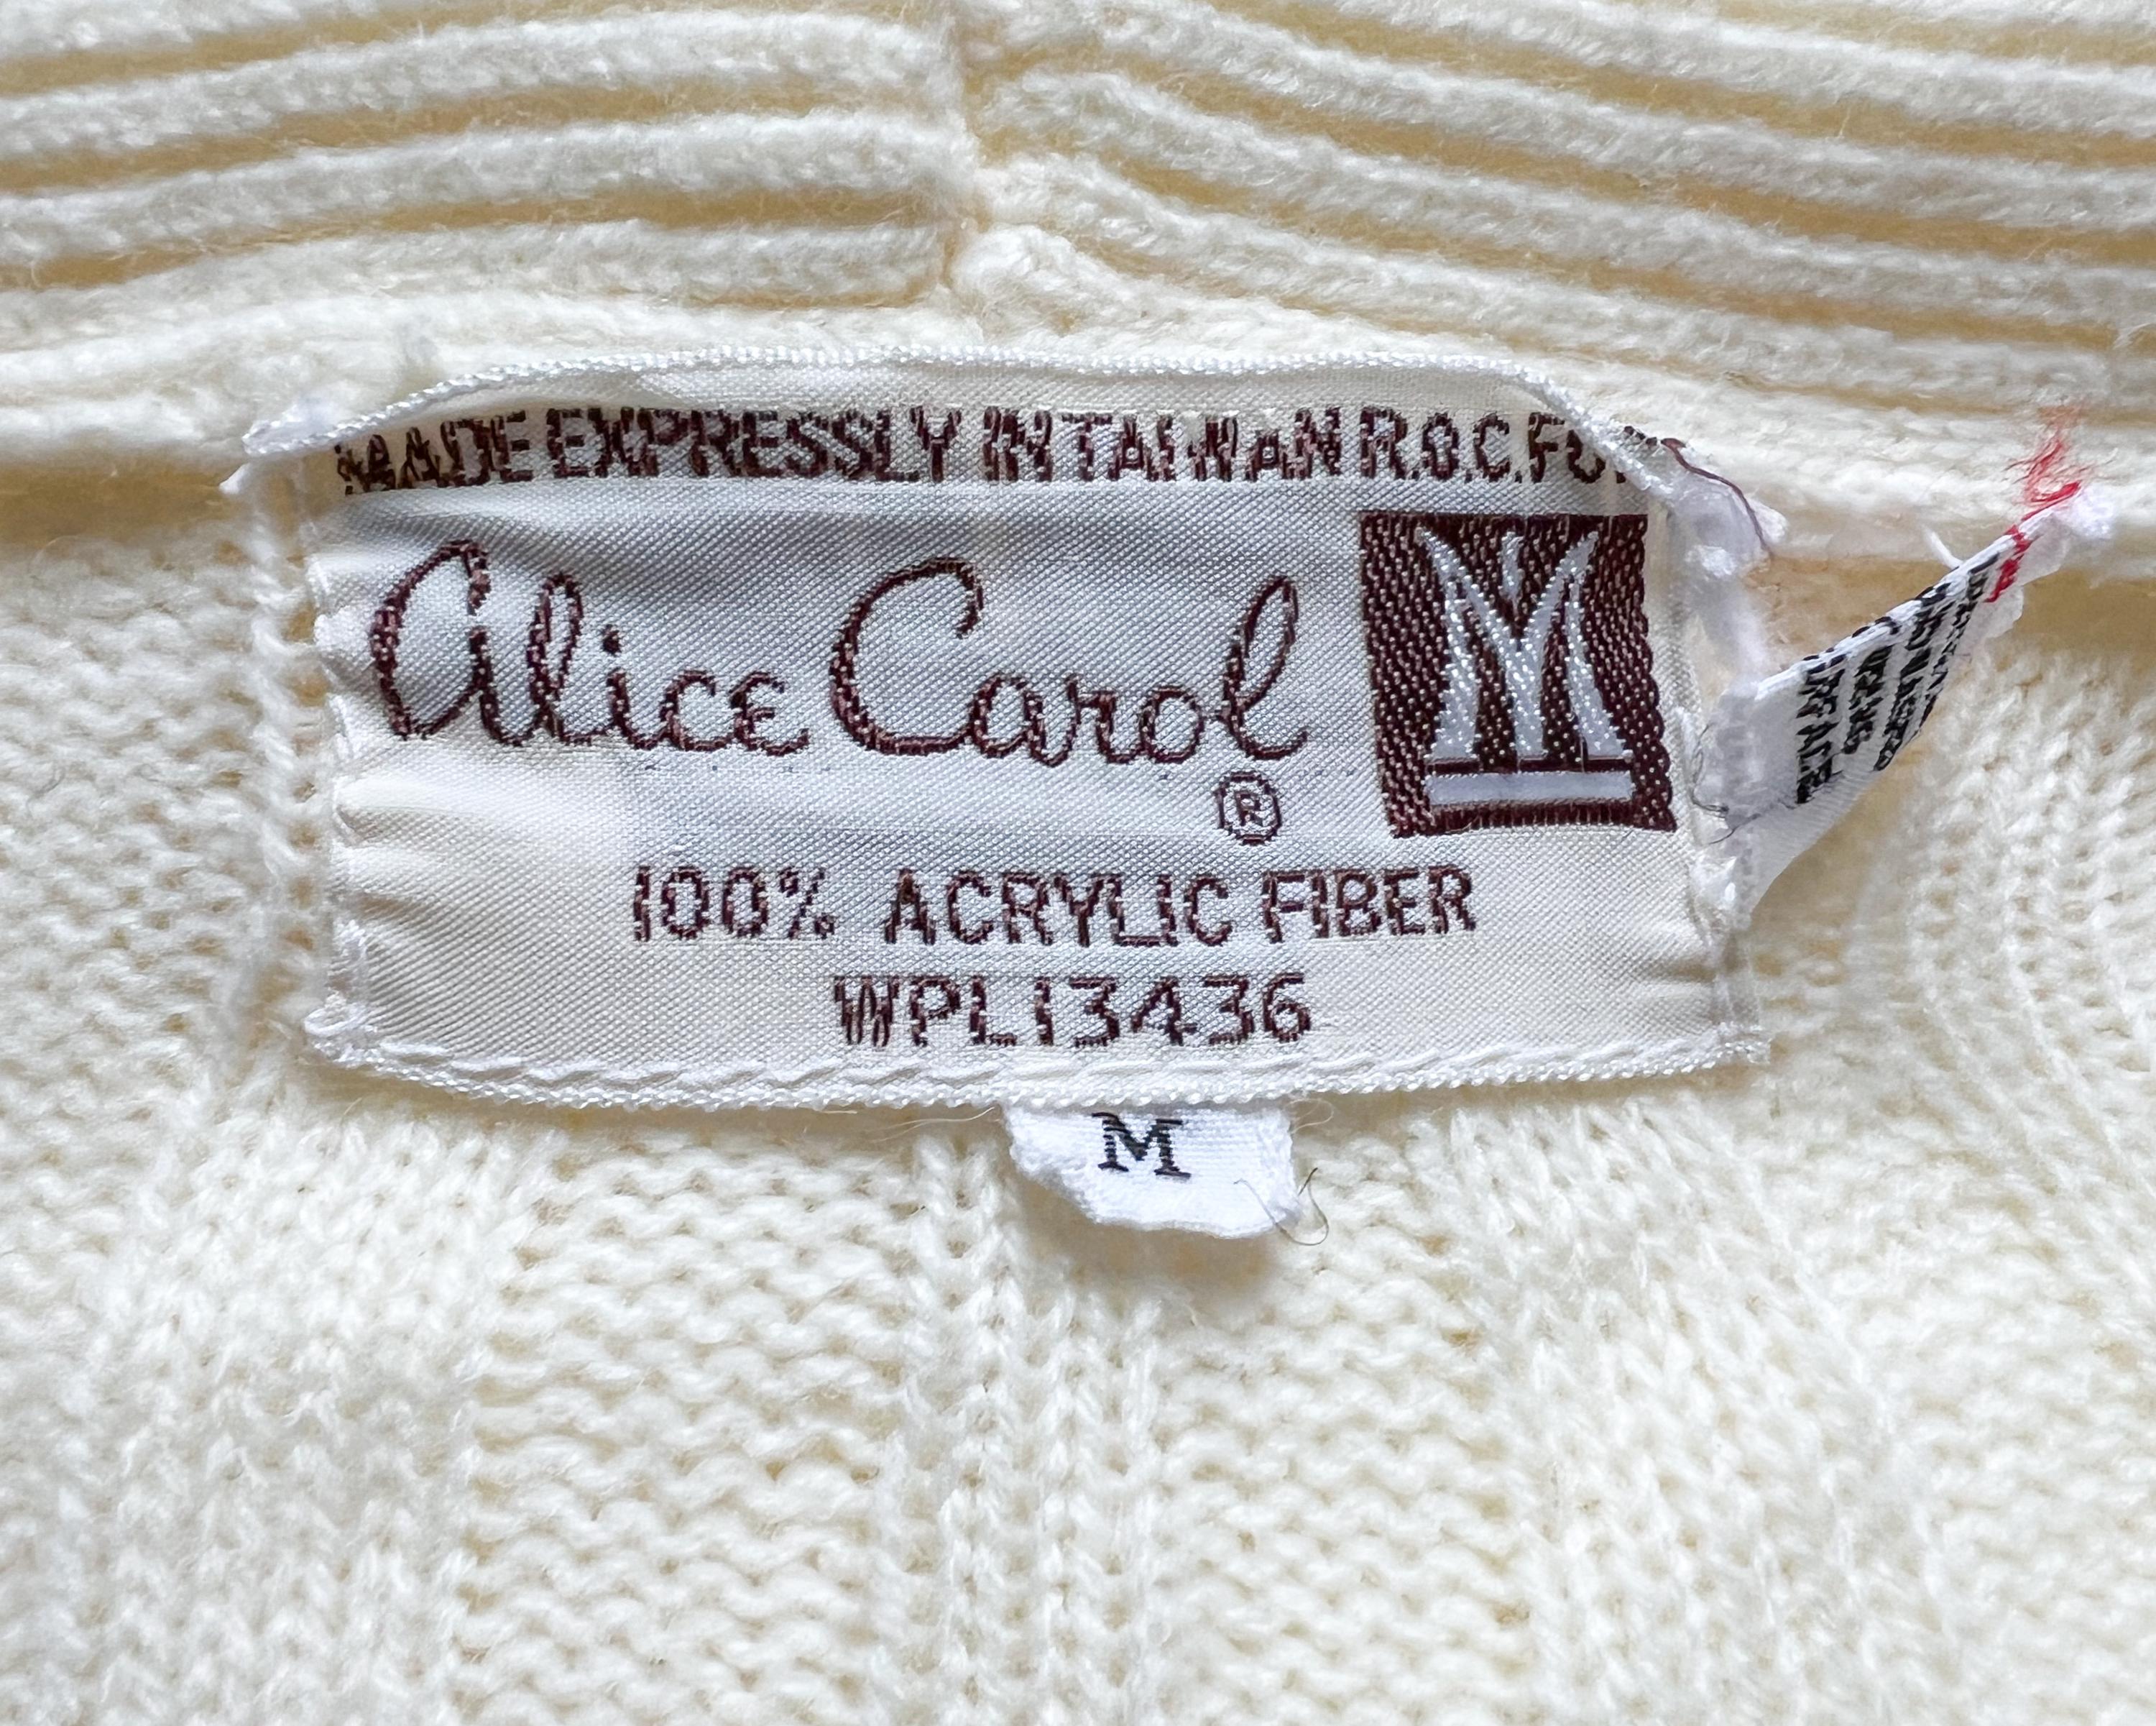 MADE EXPRESSLY IN TAIWAN R.O.C. FOR
Alice Carol
®
100% ACRYLIC FIBER
WPL13436
M